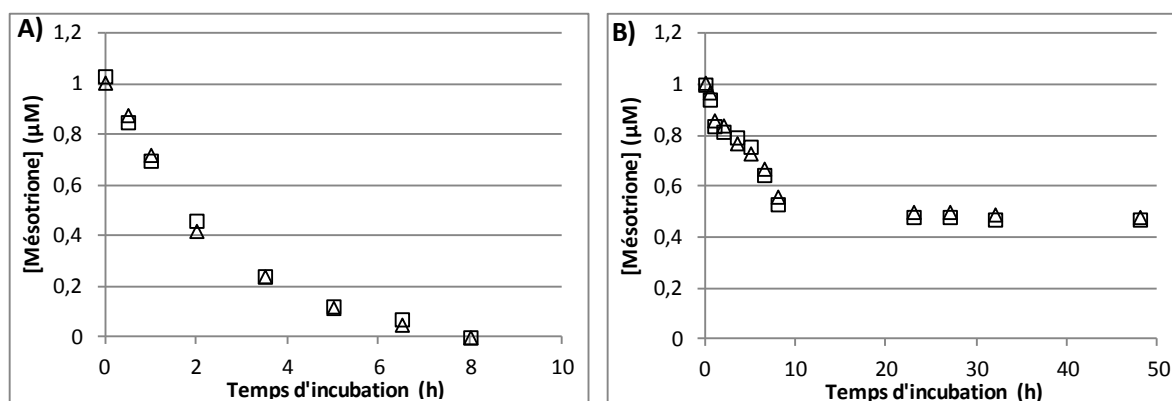 A)
1,2
1
0,8
0,6
0,4
0,2
0
[Mésotrione] (µM)
0 2 4 6 8 10
Temps d'incubation (h)
B)
1,2
1
0,8
0,6
0,4
0,2
0
[Mésotrione] (µM)
0 10 20 30 40 50
Temps d'incubation (h)